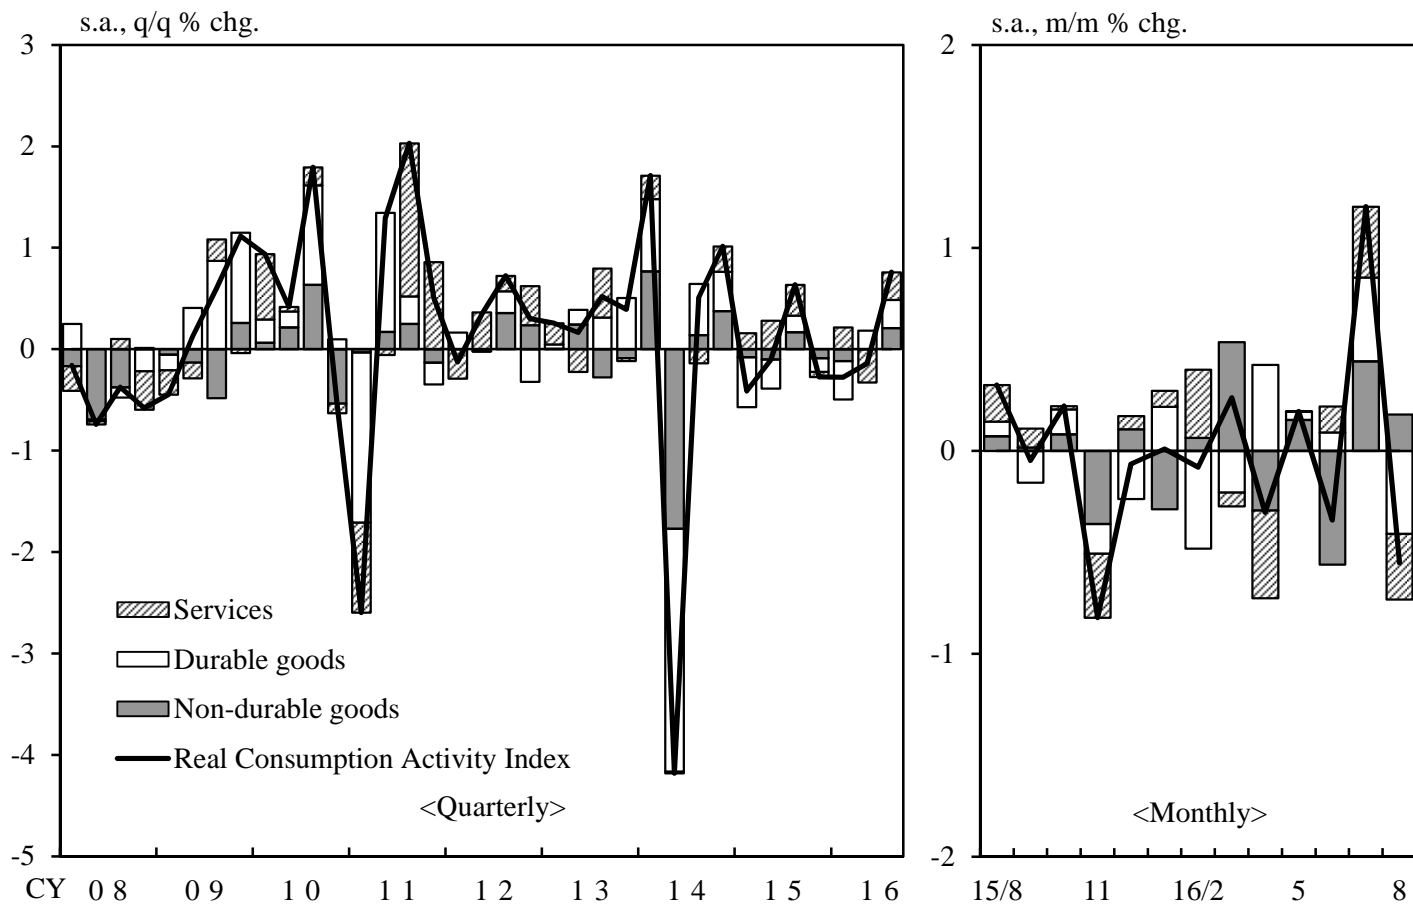 s.a., q/q % chg.
3
2
1
0
-1
-2
-3
-4
-5
Services
Durable goods
Non-durable goods
Real Consumption Activity Index
<Quarterly>
CY 08 09 10 11 12 13 14 15 16
s.a., m/m % chg.
2
1
0
-1
-2
<Monthly>
15/8 11 16/2 5 8